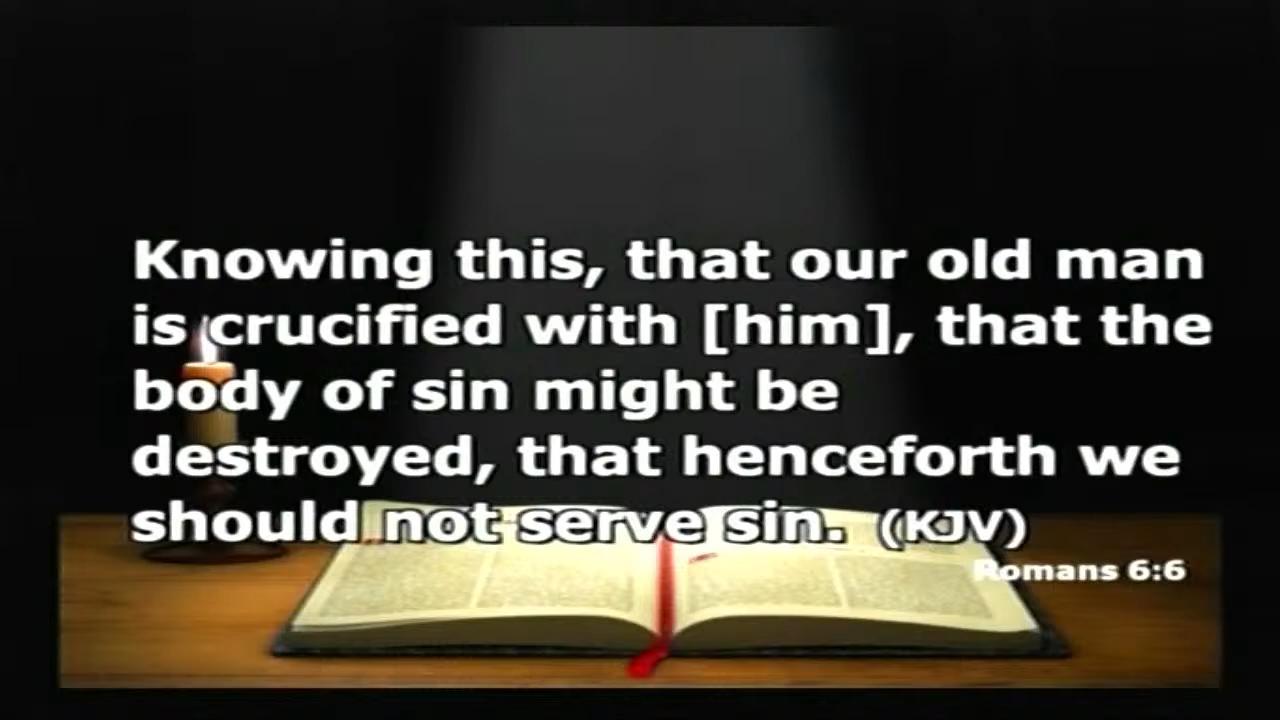 Knowing this, that our old man
is crucified with [him], that the
body of sin might be
destroyed, that henceforth we
should not serve sin. (KJV)
Romans 6:6